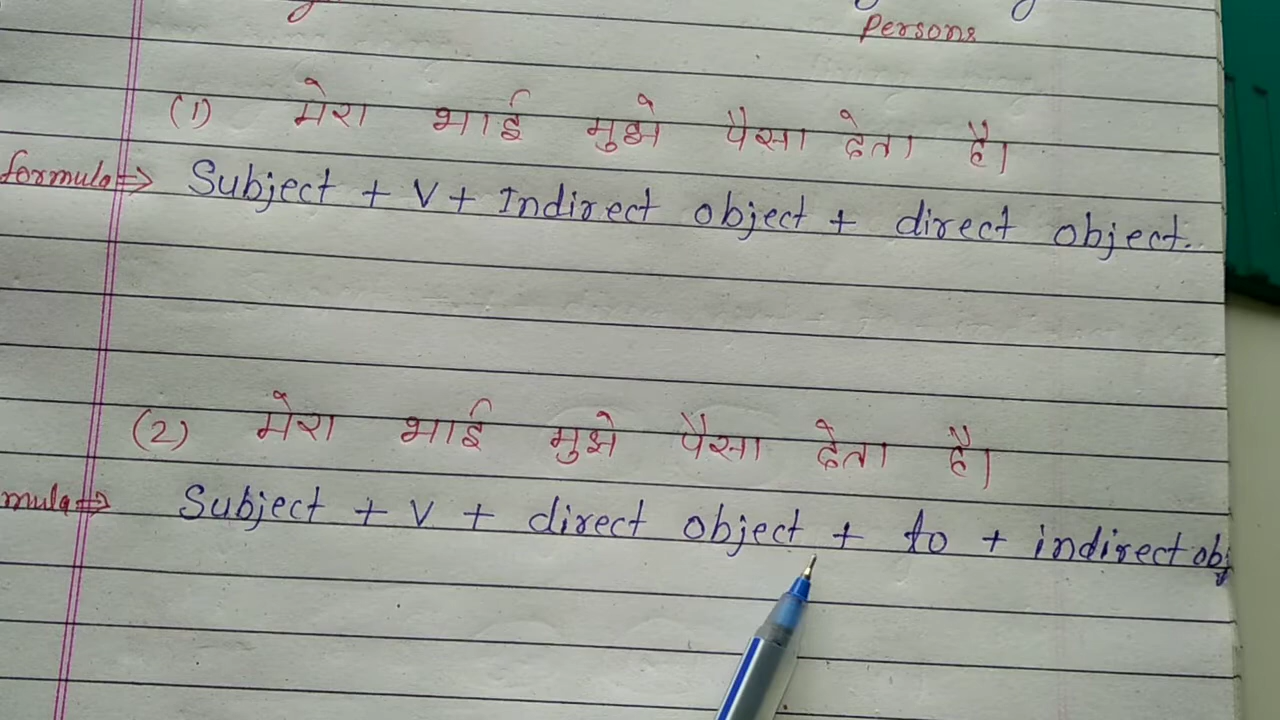 Persons
(1) मेरा भाई मुझे पैसा देता है।
formula⇒ Subject + V + Indirect object + direct object.
(2) मेरा भाई मुझे पैसा देता है।
mula⇒ Subject + V + direct object + to + indirect obj